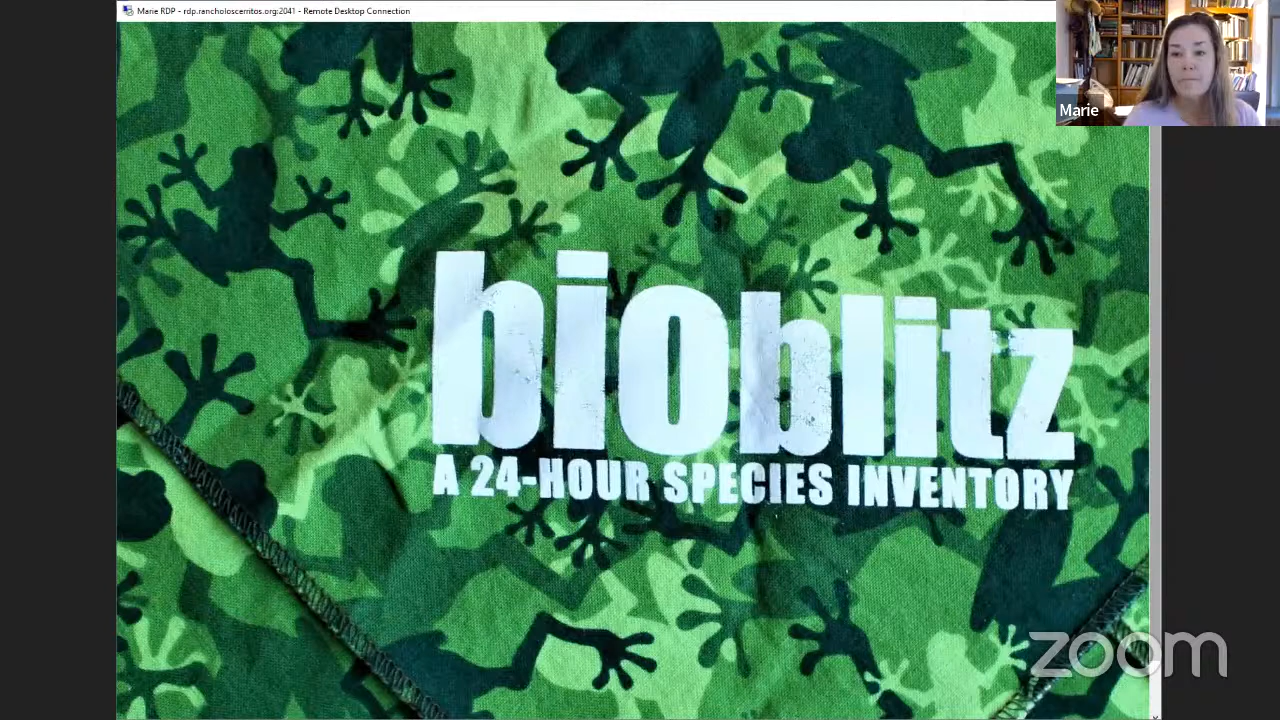 Marie RDP - rdp.rancholoscerritos.org:2041 - Remote Desktop Connection
Marie
bioblitz
A 24-HOUR SPECIES INVENTORY
zoom